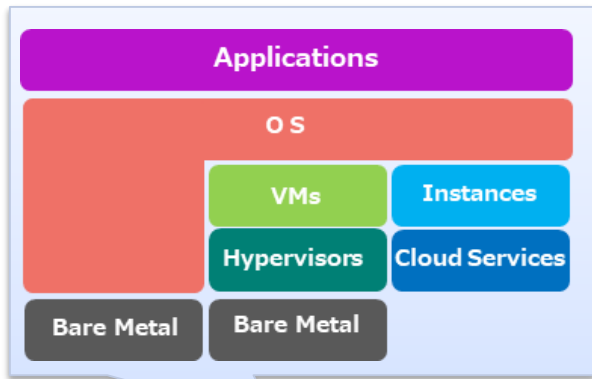 Applications
O S
VMs
Instances
Hypervisors
Cloud Services
Bare Metal
Bare Metal